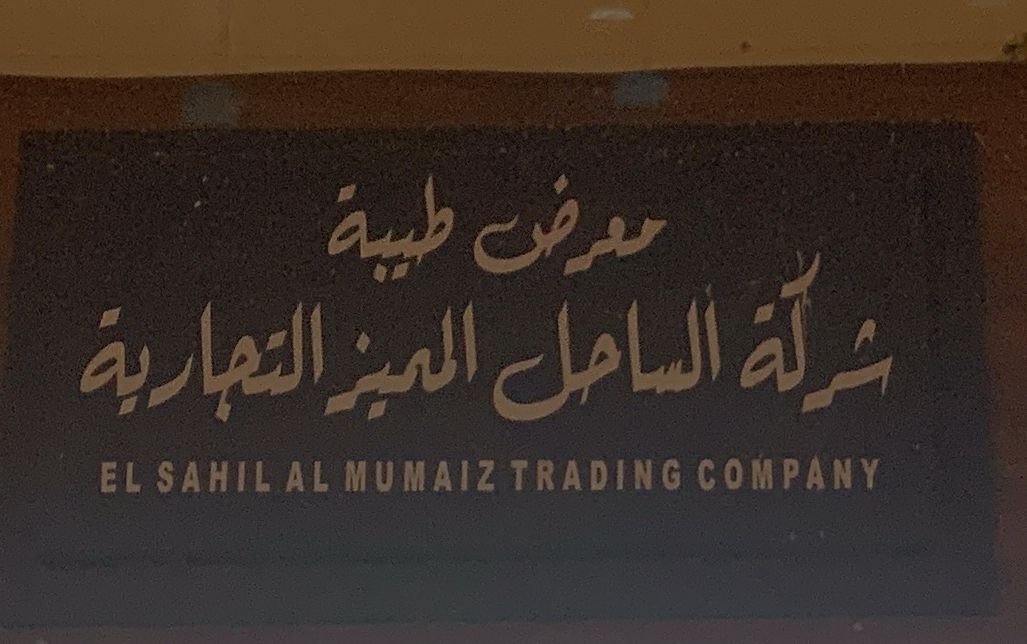 معرض طيبة
شركة الساحل المميز التجارية
EL SAHIL AL MUMAIZ TRADING COMPANY